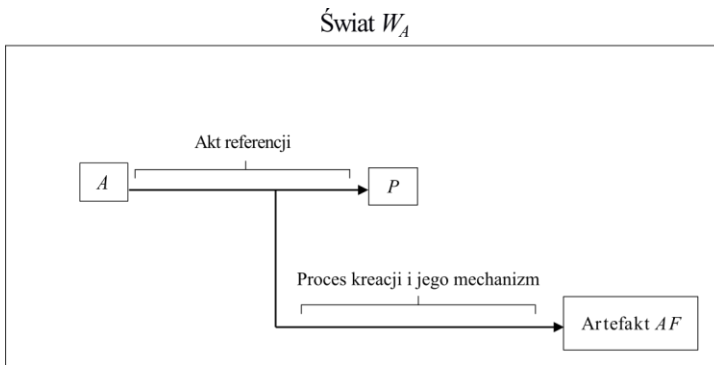 Świat W_A
Akt referencji
A
P
Proces kreacji i jego mechanizm
Artefakt AF